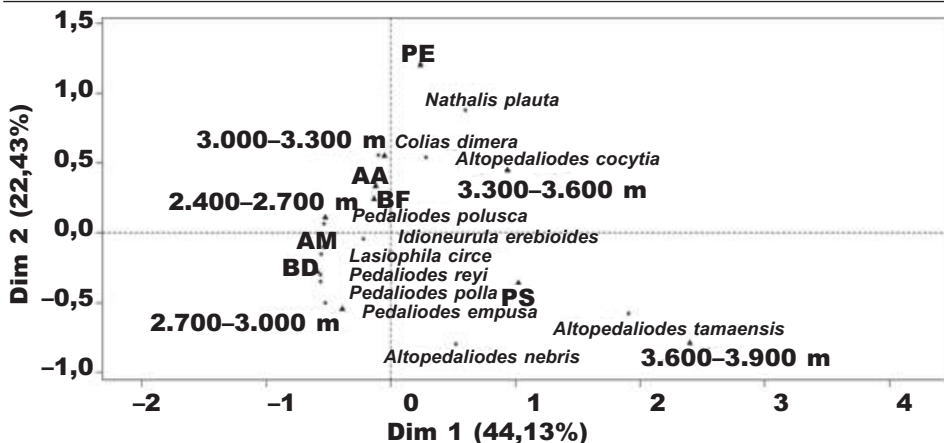 1,5
PE
1,0
Nathalis plauta
3.000–3.300 m
Colias dimera
0,5
Altopedaliodes cocytia
AA
3.300–3.600 m
2.400–2.700 m
BF
Pedaliodes polusca
0,0
AM
Idioneurula erebioides
Lasiophila circe
BD
Pedaliodes reyi
–0,5
Pedaliodes polla
PS
Pedaliodes empusa
2.700–3.000 m
Altopedaliodes tamaensis
Altopedaliodes nebris
3.600–3.900 m
–1,0
Dim 2 (22,43%)
–2 –1 0 1 2 3 4
Dim 1 (44,13%)